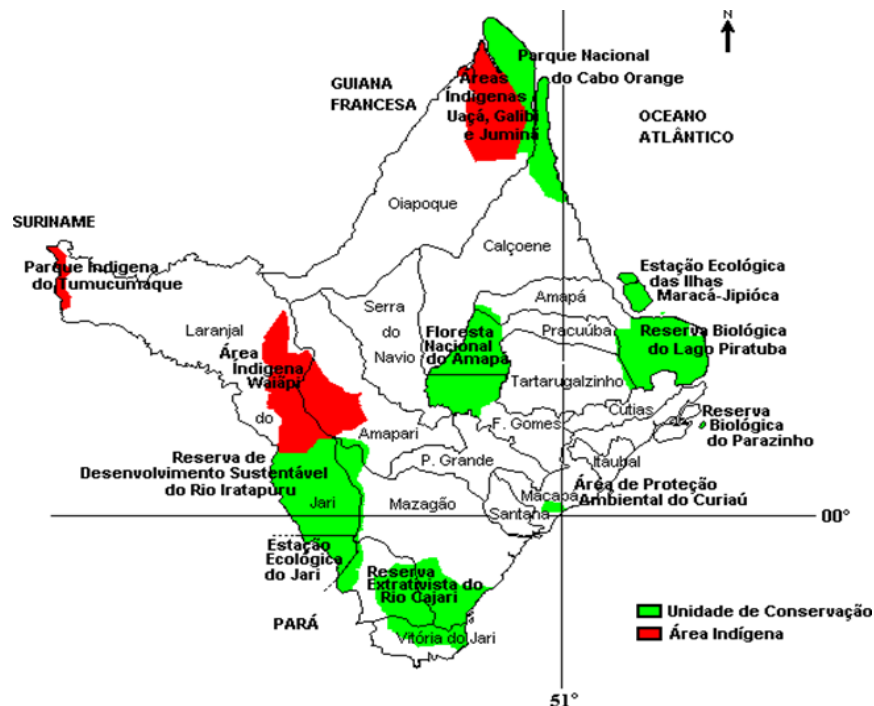 N
Parque Nacional
do Cabo Orange
GUIANA
FRANCESA
Áreas
Indígenas
Uaçá, Galibi
e Juminá
OCEANO
ATLÂNTICO
Oiapoque
SURINAME
Calçoene
Parque Indigena
do Tumucumaque
Estação Ecológica
das Ilhas
Maracá-Jipióca
Amapá
Serra
do
Navio
Laranjal
Floresta
Nacional
do Amapá
Pracuúba
Reserva Biológica
do Lago Piratuba
Área
Indígena
Waiãpi
Tartarugalzinho
do
Cutias
Reserva
Biológica
do Parazinho
F. Gomes
Amapari
Reserva de
Desenvolvimento Sustentável
do Rio Iratapuru
P. Grande
Itaubal
Área de Proteção
Ambiental do Curiaú
Jari
Mazagão
Macapá
Santana
00°
Estação
Ecológica
do Jari
Reserva
Extrativista do
Rio Cajari
PARÁ
Vitória do Jari
Unidade de Conservação
Área Indígena
51°